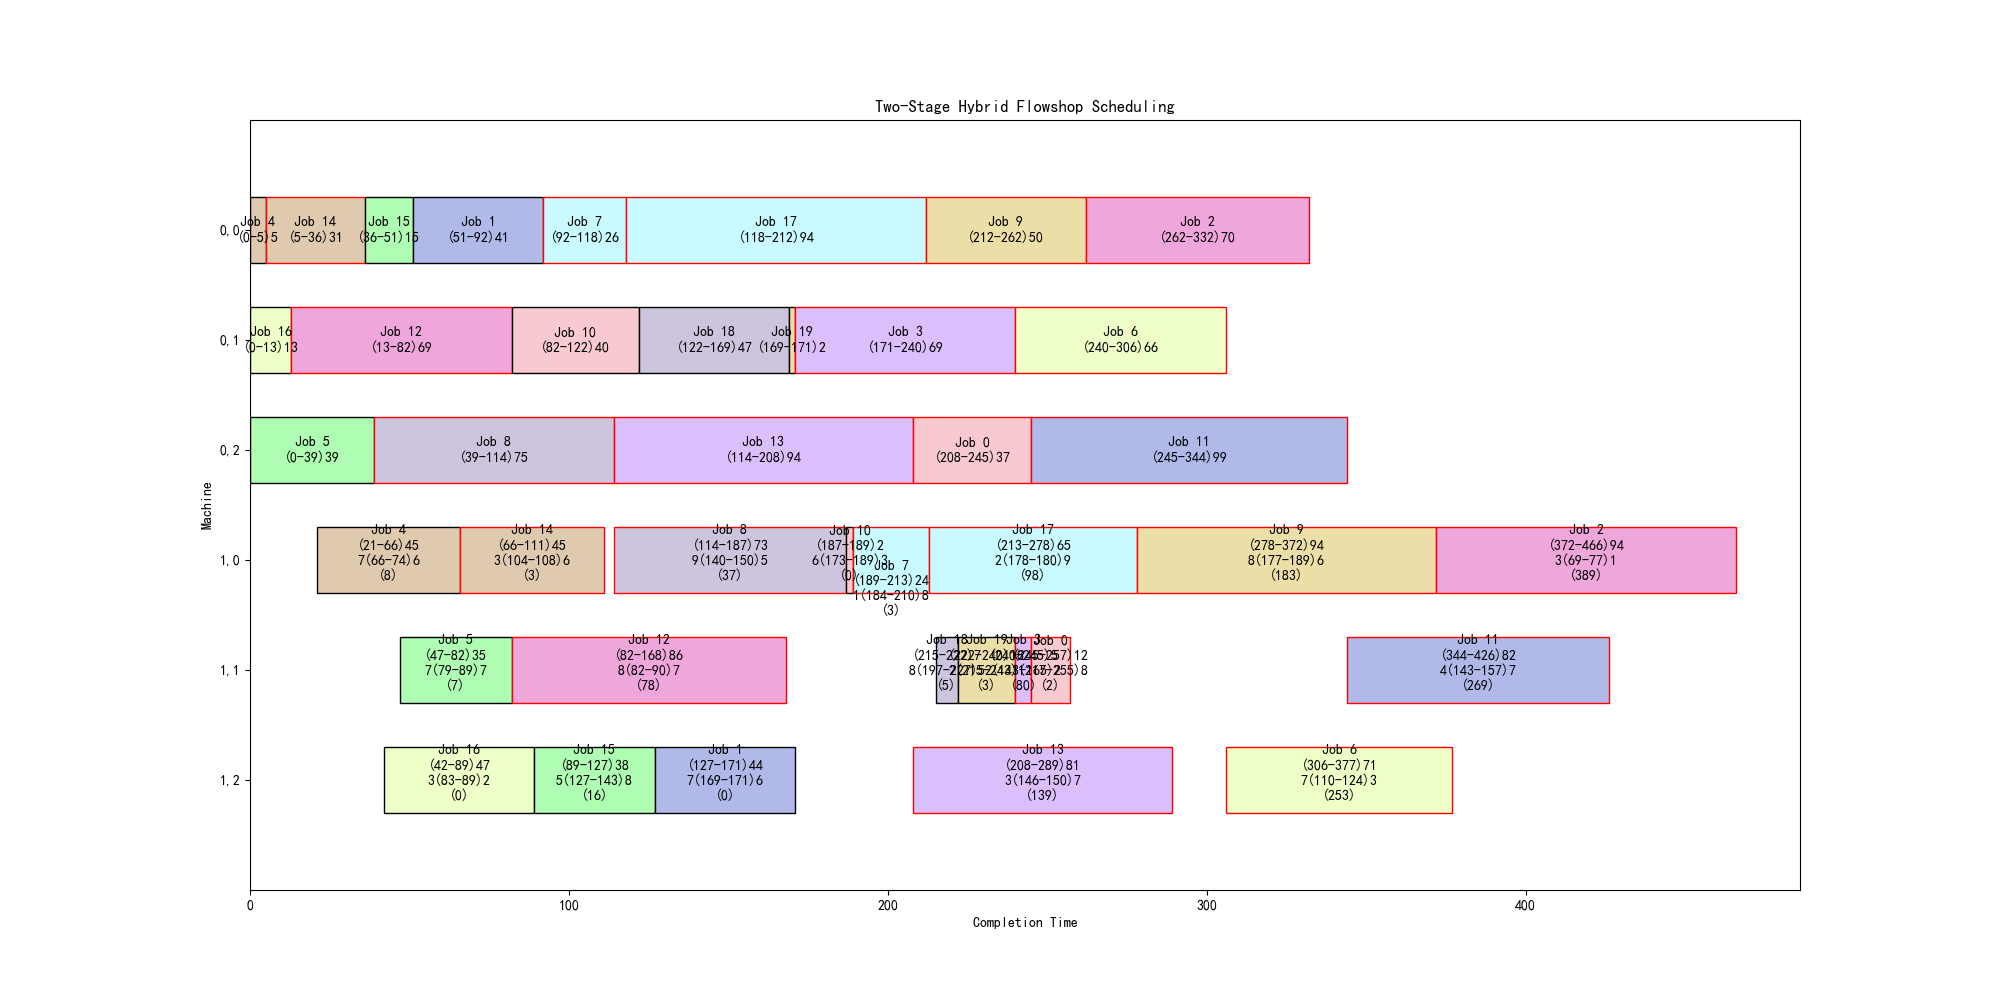 Two-Stage Hybrid Flowshop Scheduling
Machine
0,0
Job 4
(0-5)5
Job 14
(5-36)31
Job 15
(36-51)15
Job 1
(51-92)41
Job 7
(92-118)26
Job 17
(118-212)94
Job 9
(212-262)50
Job 2
(262-332)70
0,1
Job 16
(0-13)13
Job 12
(13-82)69
Job 10
(82-122)40
Job 18
(122-169)47
Job 19
(169-171)2
Job 3
(171-240)69
Job 6
(240-306)66
0,2
Job 5
(0-39)39
Job 8
(39-114)75
Job 13
(114-208)94
Job 0
(208-245)37
Job 11
(245-344)99
1,0
Job 4
(21-66)45
7(66-74)6
(8)
Job 14
(66-111)45
3(104-108)6
(3)
Job 8
(114-187)73
9(140-150)5
(37)
Job 10
(187-189)2
6(173-189)3
(0)
Job 7
(189-213)24
1(184-210)8
(3)
Job 17
(213-278)65
2(178-180)9
(98)
Job 9
(278-372)94
8(177-189)6
(183)
Job 2
(372-466)94
3(69-77)1
(389)
1,1
Job 5
(47-82)35
7(79-89)7
(7)
Job 12
(82-168)86
8(82-90)7
(78)
Job 18
(5)
Job 19
(3)
Job 3
(80)
Job 0
(2)
Job 11
(344-426)82
4(143-157)7
(269)
1,2
Job 16
(42-89)47
3(83-89)2
(0)
Job 15
(89-127)38
5(127-143)8
(16)
Job 1
(127-171)44
7(169-171)6
(0)
Job 13
(208-289)81
3(146-150)7
(139)
Job 6
(306-377)71
7(110-124)3
(253)
0
100
200
300
400
Completion Time